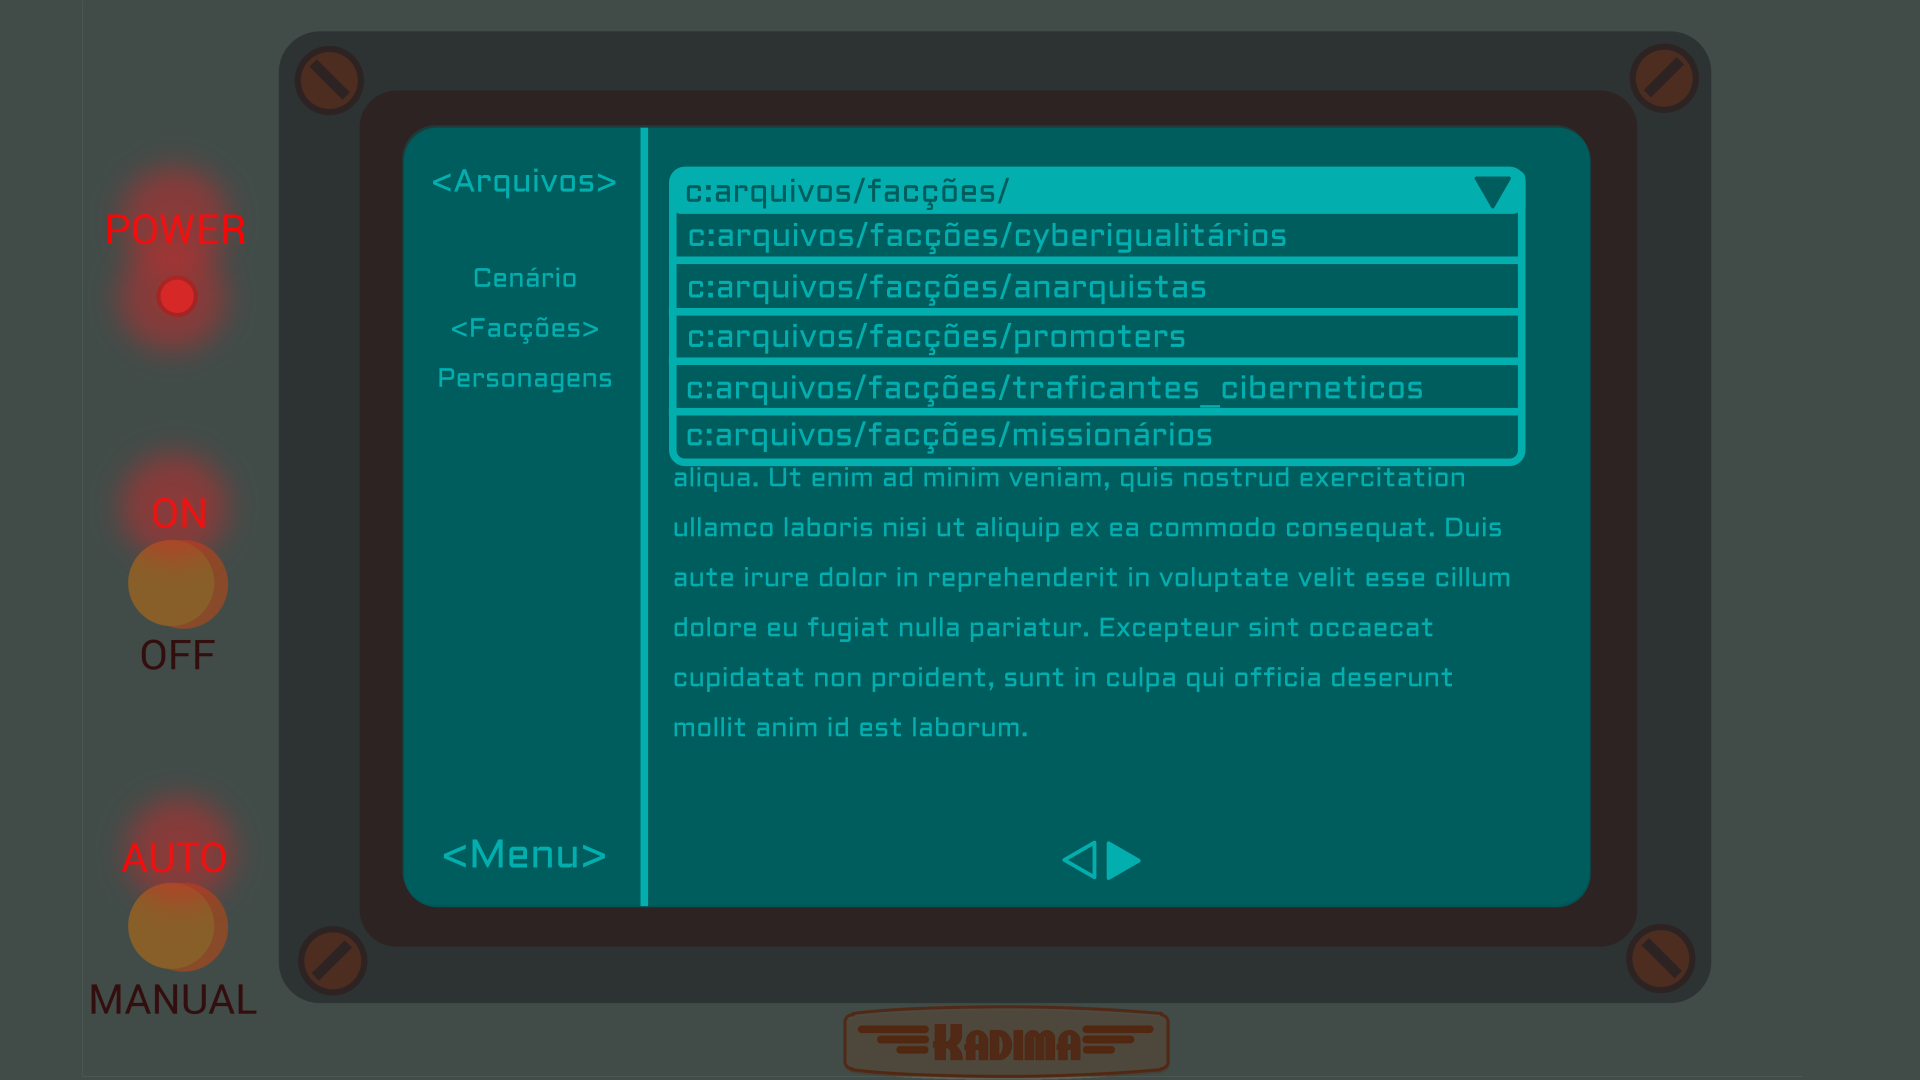 POWER
ON
OFF
AUTO
MANUAL
<Arquivos>
Cenário
<Facções>
Personagens
<Menu>
c:arquivos/facções/
c:arquivos/facções/cyberigualitários
c:arquivos/facções/anarquistas
c:arquivos/facções/promoters
c:arquivos/facções/traficantes_ciberneticos
c:arquivos/facções/missionários
aliqua. Ut enim ad minim veniam, quis nostrud exercitation
ullamco laboris nisi ut aliquip ex ea commodo consequat. Duis
aute irure dolor in reprehenderit in voluptate velit esse cillum
dolore eu fugiat nulla pariatur. Excepteur sint occaecat
cupidatat non proident, sunt in culpa qui officia deserunt
mollit anim id est laborum.
KADIMA